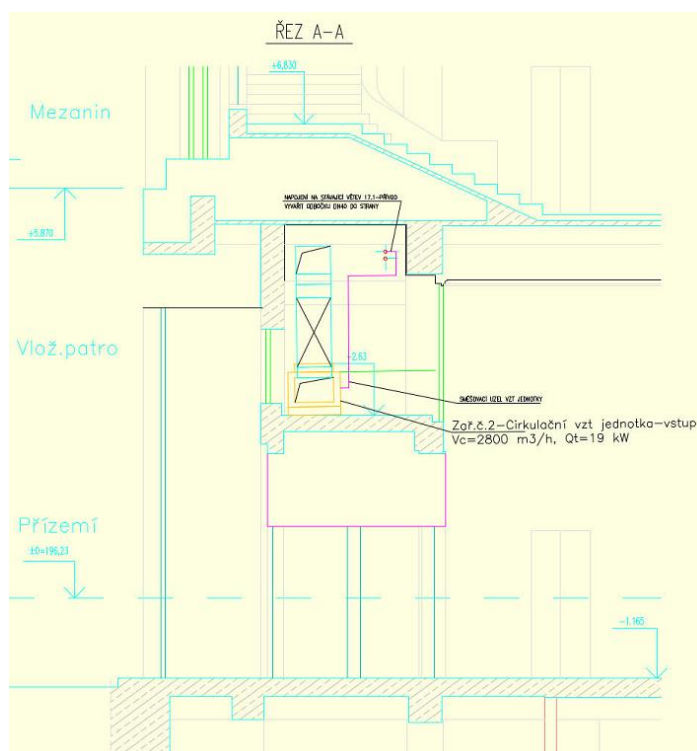 ŘEZ A-A
+6,830
Mezanín
NAPOJENÍ NA STÁVAJÍCÍ VĚTEV 17.1-PŘÍVOD
VYVAŘIT ODBOČKU DN40 DO STRANY
+5.870
Vlož.patro
-2.63
SMĚŠOVACÍ UZEL VZT JEDNOTKY
Zař.č.2-Cirkulační vzt jednotka-vstup
Vc=2800 m3/h, Qt=19 kW
Přízemí
±0=196,23
-1.165